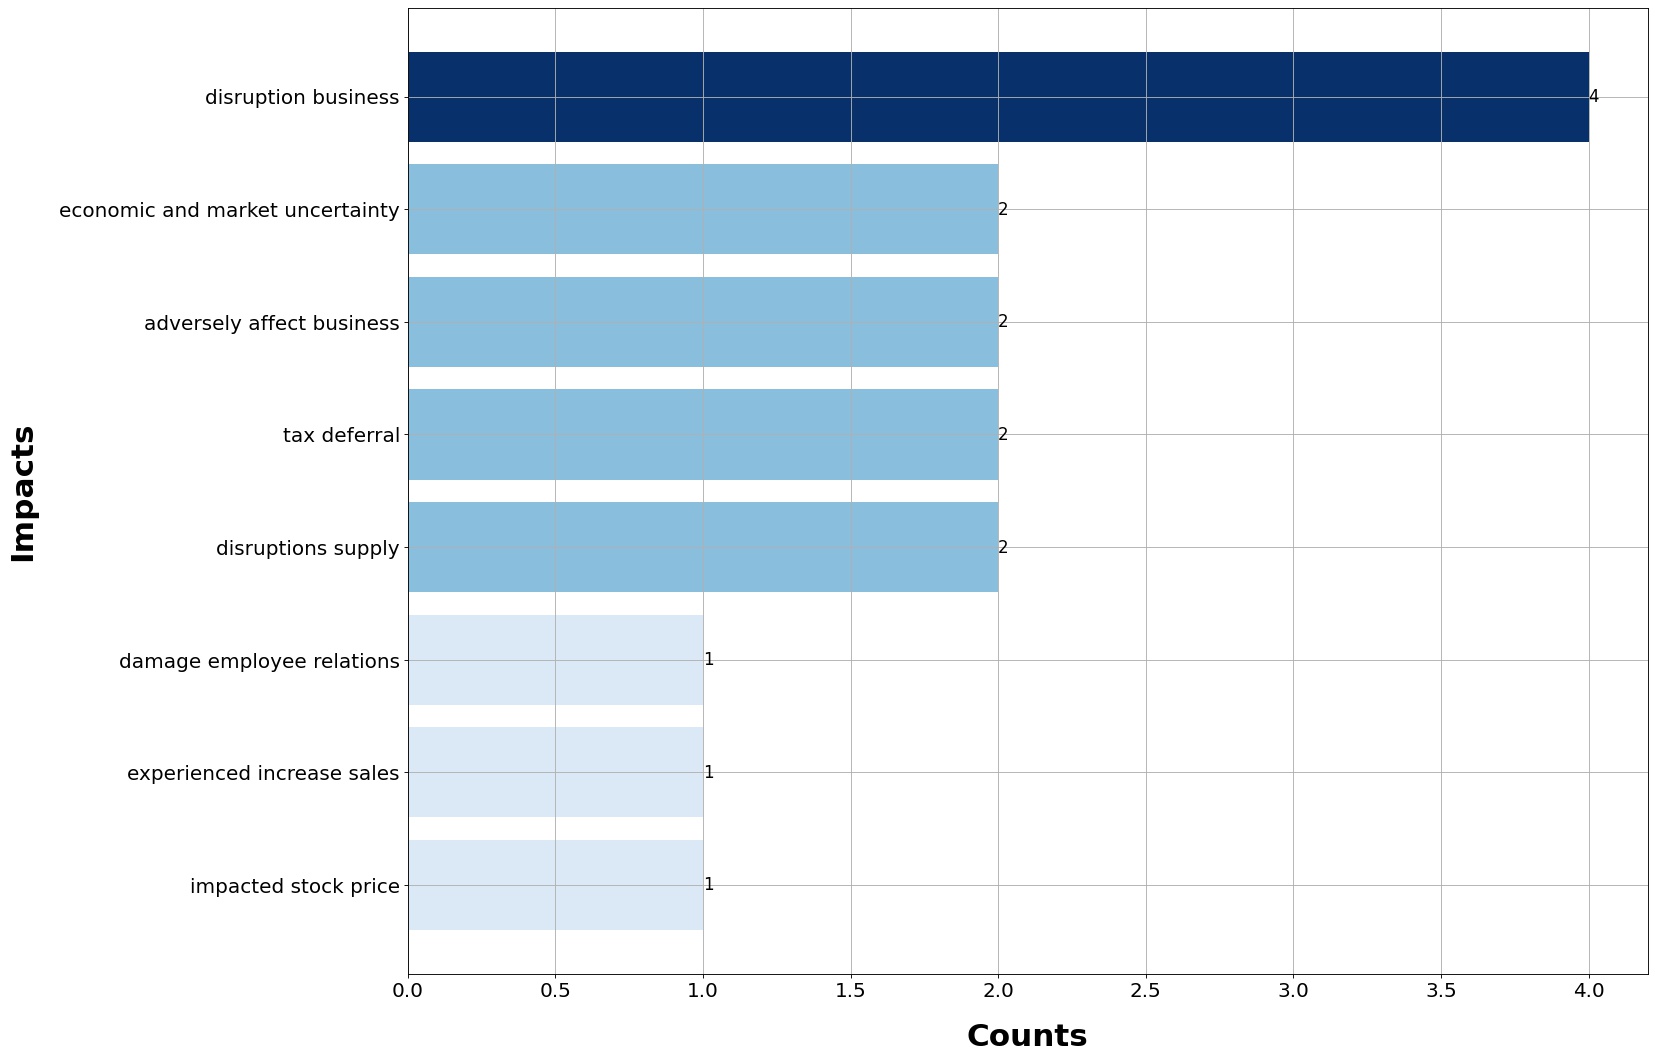 disruption business
4
economic and market uncertainty
2
adversely affect business
2
tax deferral
2
disruptions supply
2
damage employee relations
1
experienced increase sales
1
impacted stock price
1
Impacts
0.0 0.5 1.0 1.5 2.0 2.5 3.0 3.5 4.0
Counts